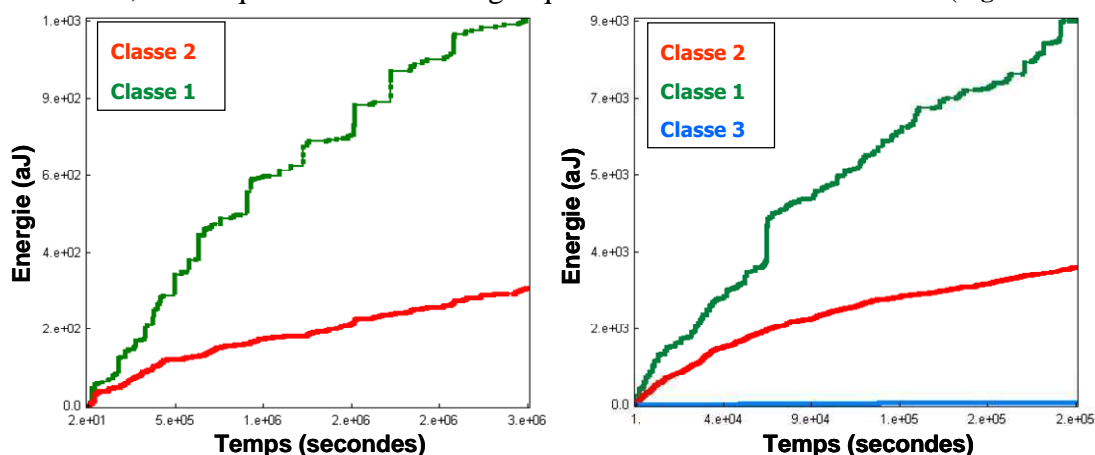 1.e+03
9.e+02
6.e+02
4.e+02
2.e+02
0.0
Energie (aJ)
Classe 2
Classe 1
2.e+01
5.e+05
1.e+06
2.e+06
2.e+06
3.e+06
Temps (secondes)
9.e+03
7.e+03
6.e+03
4.e+03
2.e+03
0.0
Energie (aJ)
Classe 2
Classe 1
Classe 3
1.
4.e+04
9.e+04
1.e+05
2.e+05
2.e+05
Temps (secondes)